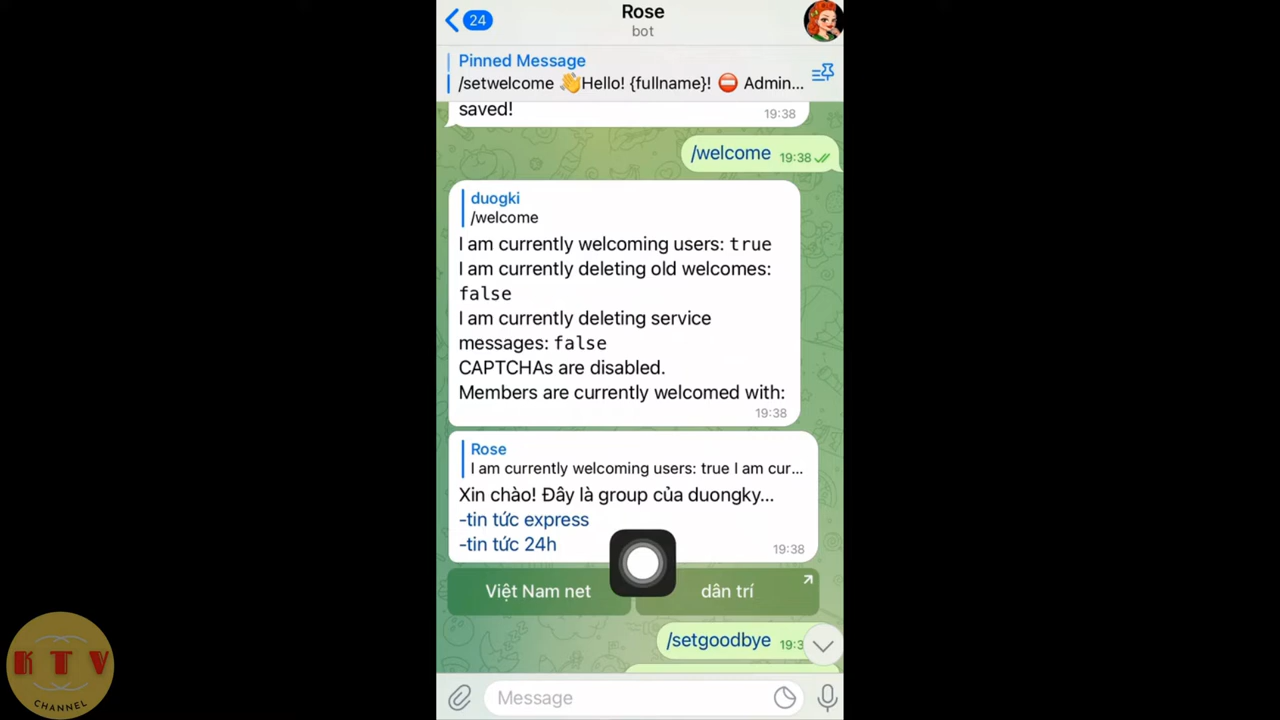 24
Rose
bot
Pinned Message
/setwelcome 👋Hello! {fullname}! ⛔ Admin...
saved!
19:38
/welcome 19:38
duogki
/welcome
I am currently welcoming users: true
I am currently deleting old welcomes:
false
I am currently deleting service
messages: false
CAPTCHAs are disabled.
Members are currently welcomed with:
19:38
Rose
I am currently welcoming users: true I am cur...
Xin chào! Đây là group của duongky...
-tin tức express
-tin tức 24h
19:38
Việt Nam net
dân trí
/setgoodbye 19:3
Message
KTV
CHANNEL